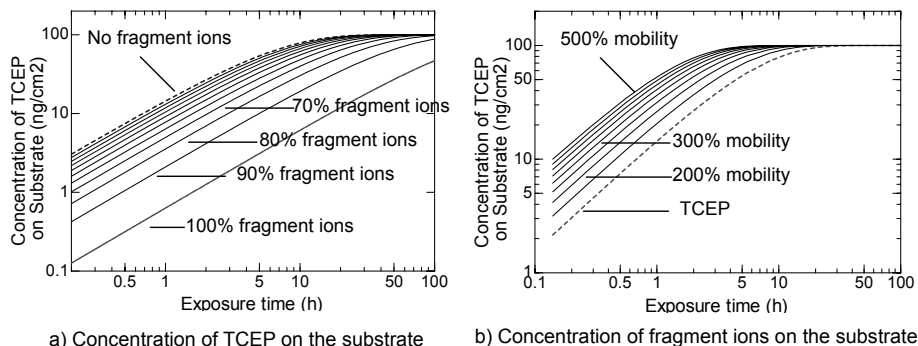 Concentration of TCEP
on Substrate (ng/cm2)
100
10
1
0.1
No fragment ions
70% fragment ions
80% fragment ions
90% fragment ions
100% fragment ions
0.5 1 5 10 50 100
Exposure time (h)
a) Concentration of TCEP on the substrate
Concentration of TCEP
on Substrate (ng/cm2)
100
50
10
5
1
500% mobility
300% mobility
200% mobility
TCEP
0.1 0.5 1 5 10 50 100
Exposure time (h)
b) Concentration of fragment ions on the substrate